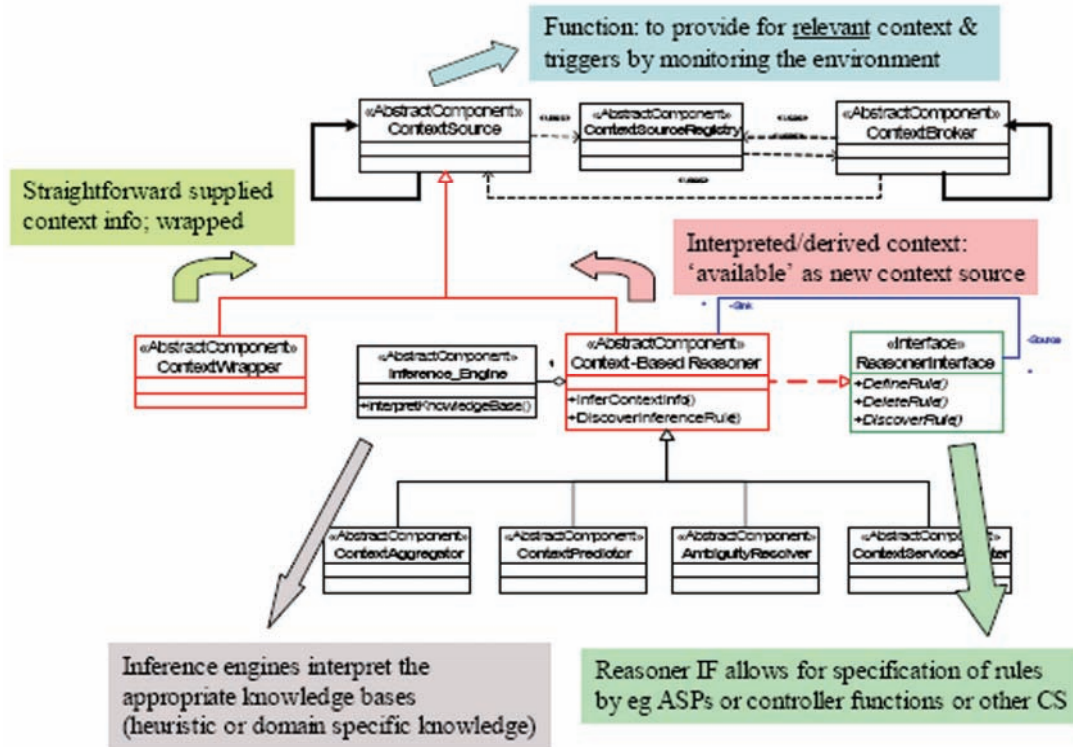 Function: to provide for relevant context &
triggers by monitoring the environment
«AbstractComponent»
ContextSource
«AbstractComponent»
ContextSourceRegistry
«AbstractComponent»
ContextBroker
Straightforward supplied
context info; wrapped
Interpreted/derived context:
‘available’ as new context source
«AbstractComponent»
ContextWrapper
«AbstractComponent»
Inference_Engine
+InterpretKnowledgeBase()
«AbstractComponent»
Context-Based Reasoner
+InferContextInfo()
+DiscoverInferenceRule()
-Sink
-Source
«Interface»
ReasonerInterface
+DefineRule()
+DeleteRule()
+DiscoverRule()
«AbstractComponent»
ContextAggregator
«AbstractComponent»
ContextPredictor
«AbstractComponent»
AmbiguityResolver
Inference engines interpret the
appropriate knowledge bases
(heuristic or domain specific knowledge)
Reasoner IF allows for specification of rules
by eg ASPs or controller functions or other CS